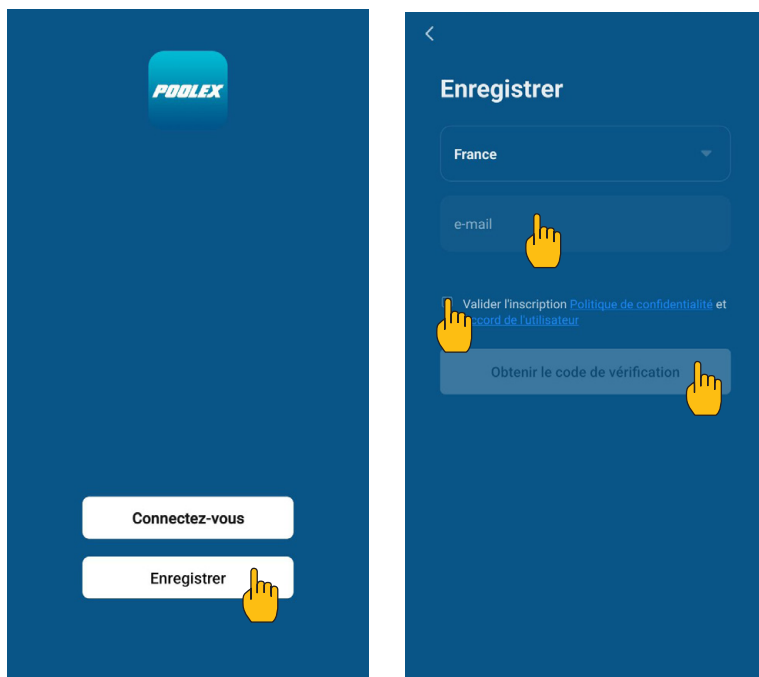 POOLEX
Connectez-vous
Enregistrer
Enregistrer
France
e-mail
Valider l'inscription Politique de confidentialité et
ccord de l'utilisateur
Obtenir le code de vérification